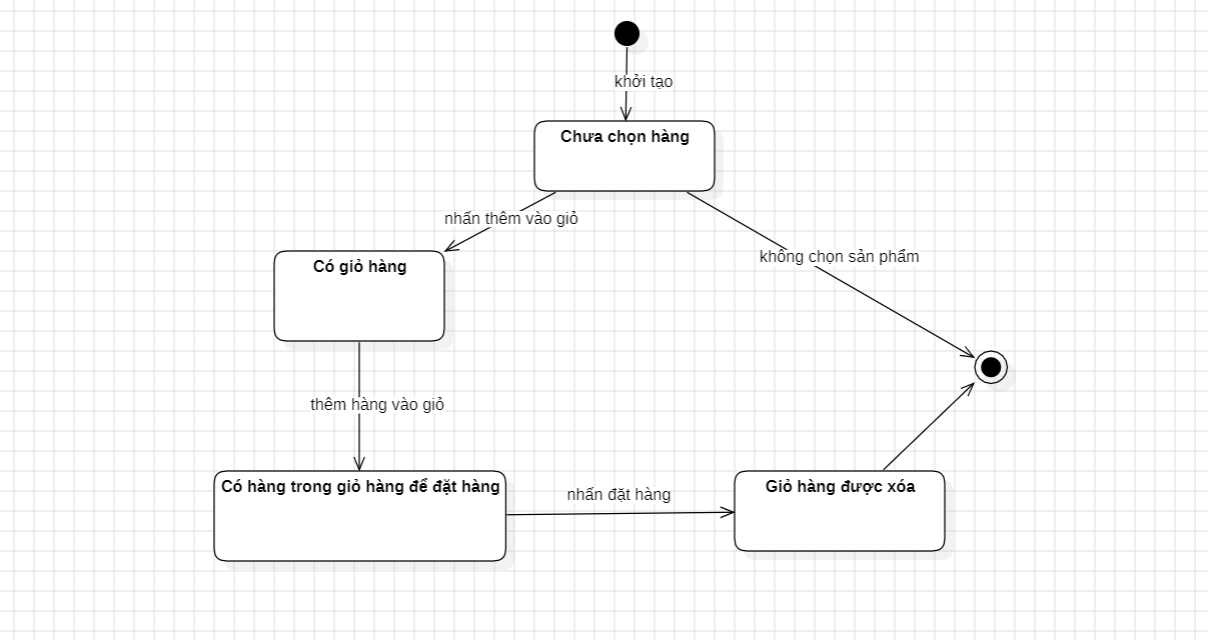 khởi tạo
Chưa chọn hàng
nhấn thêm vào giỏ
không chọn sản phẩm
Có giỏ hàng
thêm hàng vào giỏ
Có hàng trong giỏ hàng để đặt hàng
nhấn đặt hàng
Giỏ hàng được xóa